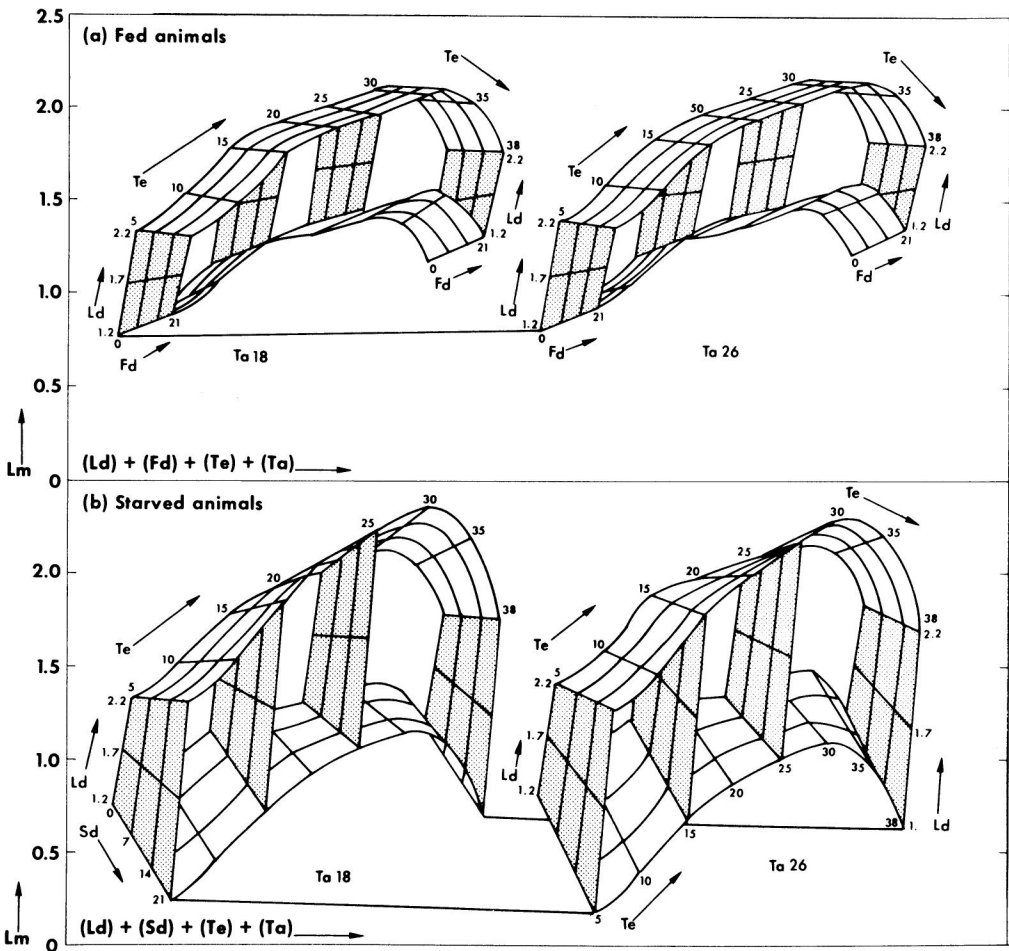 2.5
(a) Fed animals
Te
Te
30
30
2.0
25
35
25
35
20
50
15
15
38
38
2.2
2.2
Te
Te
10
10
1.5
5
5
Ld
Ld
2.2
2.2
1.2
1.2
21
21
1.7
1.7
0
0
Fd
Fd
1.0
Ld
Ld
21
21
1.2
1.2
0
0
Fd
Ta 18
Fd
Ta 26
0.5
Lm
(Ld) + (Fd) + (Te) + (Ta)
0
(b) Starved animals
Te
30
30
25
35
35
2.0
20
25
15
20
15
Te
38
Te
38
10
10
2.2
1.5
5
5
2.2
2.2
1.7
1.7
1.7
1.0
Ld
Ld
1.2
1.2
0
30
25
35
Ld
Sd
20
7
15
38
1.
0.5
14
Ta 18
Ta 26
10
21
5
Te
Lm
(Ld) + (Sd) + (Te) + (Ta)
0